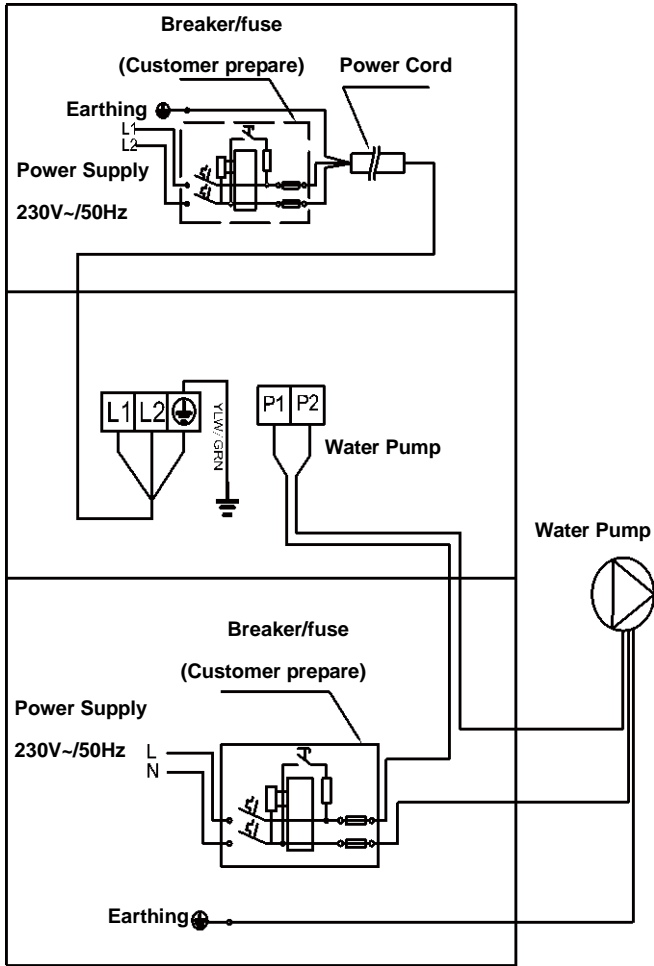 Breaker/fuse
(Customer prepare)
Power Cord
Earthing
L1
L2
Power Supply
230V~/50Hz
L1 L2
YLW/GRN
P1 P2
Water Pump
Water Pump
Breaker/fuse
(Customer prepare)
Power Supply
230V~/50Hz
L
N
Earthing